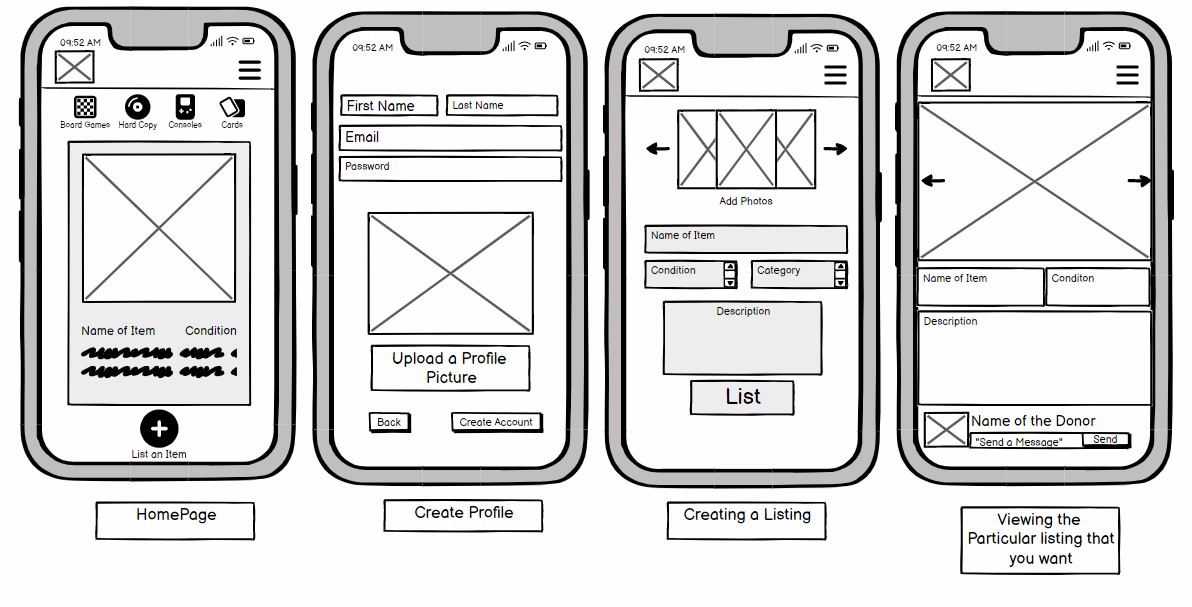 09:52 AM
Board Games
Hard Copy
Consoles
Cards
Name of Item
Condition
List an Item
HomePage
09:52 AM
First Name
Last Name
Email
Password
Upload a Profile
Picture
Back
Create Account
Create Profile
09:52 AM
Add Photos
Name of Item
Condition
Category
Description
List
Creating a Listing
09:52 AM
Name of Item
Conditon
Description
Name of the Donor
"Send a Message"
Send
Viewing the
Particular listing that
you want